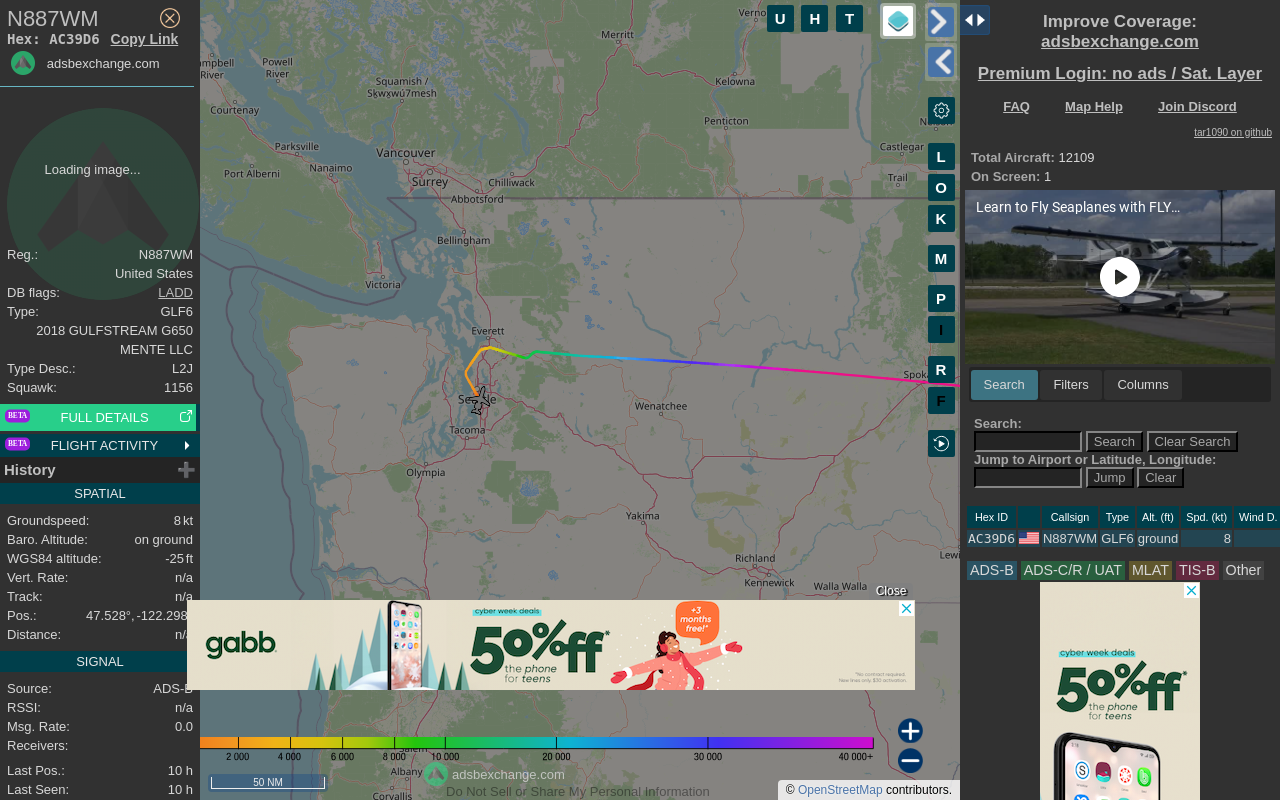 N887WM
Hex: AC39D6 Copy Link
adsbexchange.com
Loading image...
Reg.: N887WM
United States
DB flags: LADD
Type: GLF6
2018 GULFSTREAM G650
MENTE LLC
Type Desc.: L2J
Squawk: 1156
BETA FULL DETAILS
BETA FLIGHT ACTIVITY
History
SPATIAL
Groundspeed: 8 kt
Baro. Altitude: on ground
WGS84 altitude: -25 ft
Vert. Rate: n/a
Track: n/a
Pos.: 47.528°, -122.298
Distance: n/a
SIGNAL
Source: ADS-B
RSSI: n/a
Msg. Rate: 0.0
Receivers:
Last Pos.: 10 h
Last Seen: 10 h
U H T
L
O
K
M
P
I
R
F
Merritt
Powell
River
River
Squamish /
Sḵwx̱wú7mesh
Kelowna
Courtenay
Penticton
Parksville
Vancouver
Castlegar
Nanaimo
Port Alberni
Surrey
Chilliwack
Trail
Abbotsford
Bellingham
Victoria
Everett
Wenatchee
Tacoma
Olympia
Yakima
Richland
Kennewick
Walla Walla
Albany
Corvallis
Close
gabb
cyber week deals
50%off*
the phone
for teens
+3
months
free!*
*No contract required.
New lines only. $30 activation.
2 000 4 000 6 000 8 000 10 000 20 000 30 000 40 000+
50 NM
adsbexchange.com
Do Not Sell or Share My Personal Information
© OpenStreetMap contributors.
Improve Coverage:
adsbexchange.com
Premium Login: no ads / Sat. Layer
FAQ Map Help Join Discord
tar1090 on github
Total Aircraft: 12109
On Screen: 1
Learn to Fly Seaplanes with FLY...
Search Filters Columns
Search:
Search Clear Search
Jump to Airport or Latitude, Longitude:
Jump Clear
Hex ID Callsign Type Alt. (ft) Spd. (kt) Wind D.
AC39D6 N887WM GLF6 ground 8
ADS-B ADS-C/R / UAT MLAT TIS-B Other
cyber week deals
50%off*
the phone
for teens